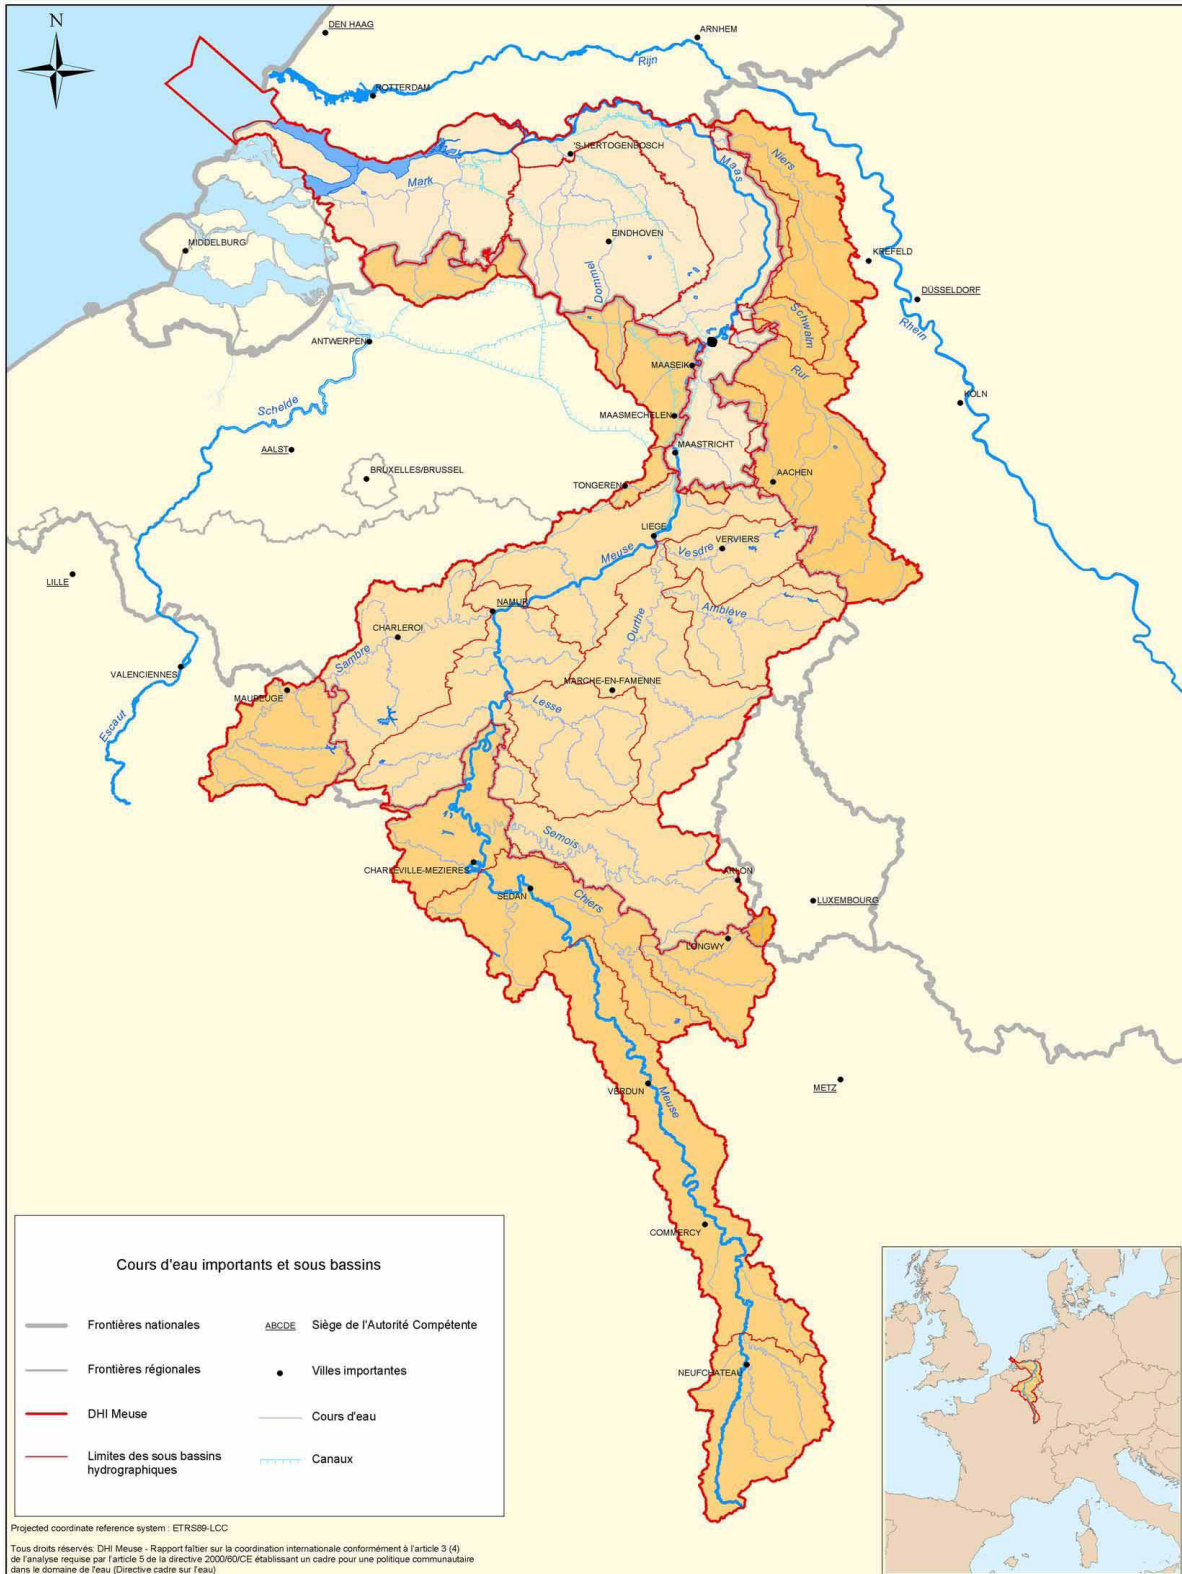 N
DEN HAAG
ARNHEM
Rijn
ROTTERDAM
'S-HERTOGENBOSCH
Niers
Maas
Mark
MIDDELBURG
EINDHOVEN
KREFELD
Dommel
DÜSSELDORF
Schwalm
Rhein
ANTWERPEN
MAASEIK
Rur
KÖLN
Schelde
MAASMECHELEN
AALST
MAASTRICHT
BRUXELLES/BRUSSEL
AACHEN
TONGEREN
LIEGE
Meuse
Vesdre
VERVIERS
LILLE
NAMUR
Amblève
Ourthe
CHARLEROI
Sambre
VALENCIENNES
MARCHE-EN-FAMENNE
MAUBEUGE
Lesse
Escaut
Semois
CHARLEVILLE-MEZIERES
ARLON
SEDAN
Chiers
LUXEMBOURG
LONGWY
METZ
VERDUN
Meuse
COMMERCY
NEUFCHATEAU
Cours d'eau importants et sous bassins
Frontières nationales
ABCDE Siège de l'Autorité Compétente
Frontières régionales
Villes importantes
DHI Meuse
Cours d'eau
Limites des sous bassins
hydrographiques
Canaux
Projected coordinate reference system : ETRS89-LCC
Tous droits réservés: DHI Meuse - Rapport faîtier sur la coordination internationale conformément à l'article 3 (4)
de l'analyse requise par l'article 5 de la directive 2000/60/CE établissant un cadre pour une politique communautaire
dans le domaine de l'eau (Directive cadre sur l'eau)